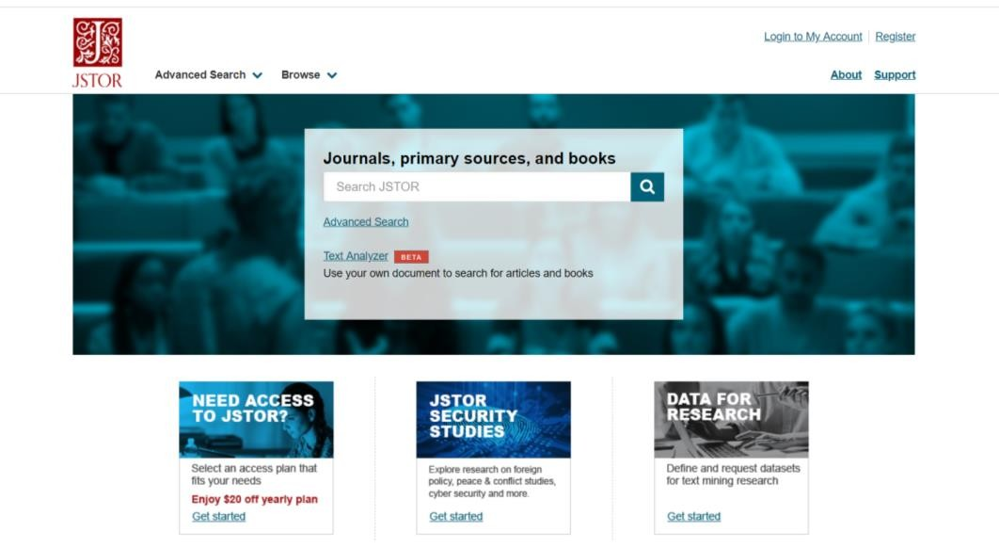 Login to My Account Register
JSTOR
Advanced Search Browse
About Support
Journals, primary sources, and books
Search JSTOR
Advanced Search
Text Analyzer BETA
Use your own document to search for articles and books
NEED ACCESS
TO JSTOR?
Select an access plan that
fits your needs
Enjoy $20 off yearly plan
Get started
JSTOR
SECURITY
STUDIES
Explore research on foreign
policy, peace & conflict studies,
cyber security and more.
Get started
DATA FOR
RESEARCH
Define and request datasets
for text mining research
Get started